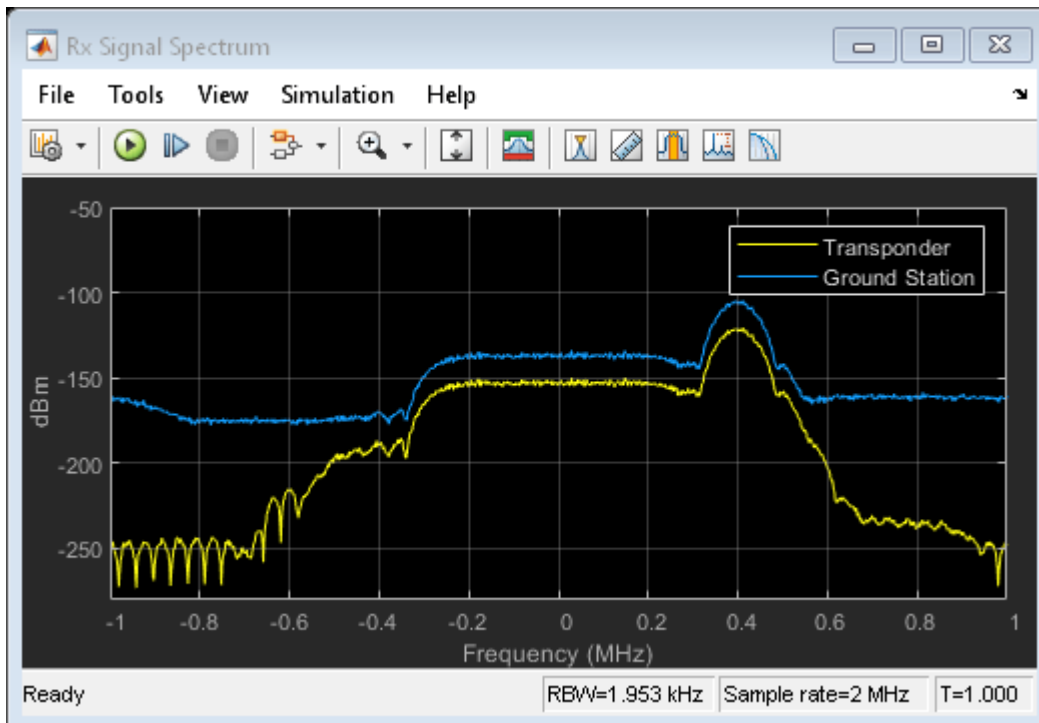 Rx Signal Spectrum
File Tools View Simulation Help
-50
Transponder
Ground Station
-100
-150
-200
-250
dBm
-1 -0.8 -0.6 -0.4 -0.2 0 0.2 0.4 0.6 0.8 1
Frequency (MHz)
Ready RBW=1.953 kHz Sample rate=2 MHz T=1.000